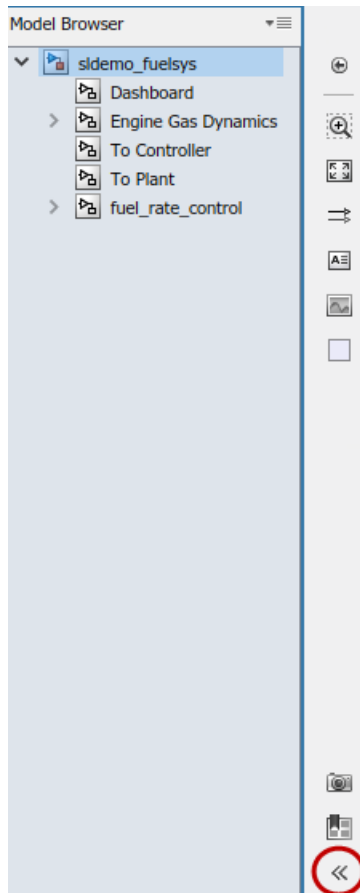 Model Browser
sldemo_fuelsys
Dashboard
Engine Gas Dynamics
To Controller
To Plant
fuel_rate_control